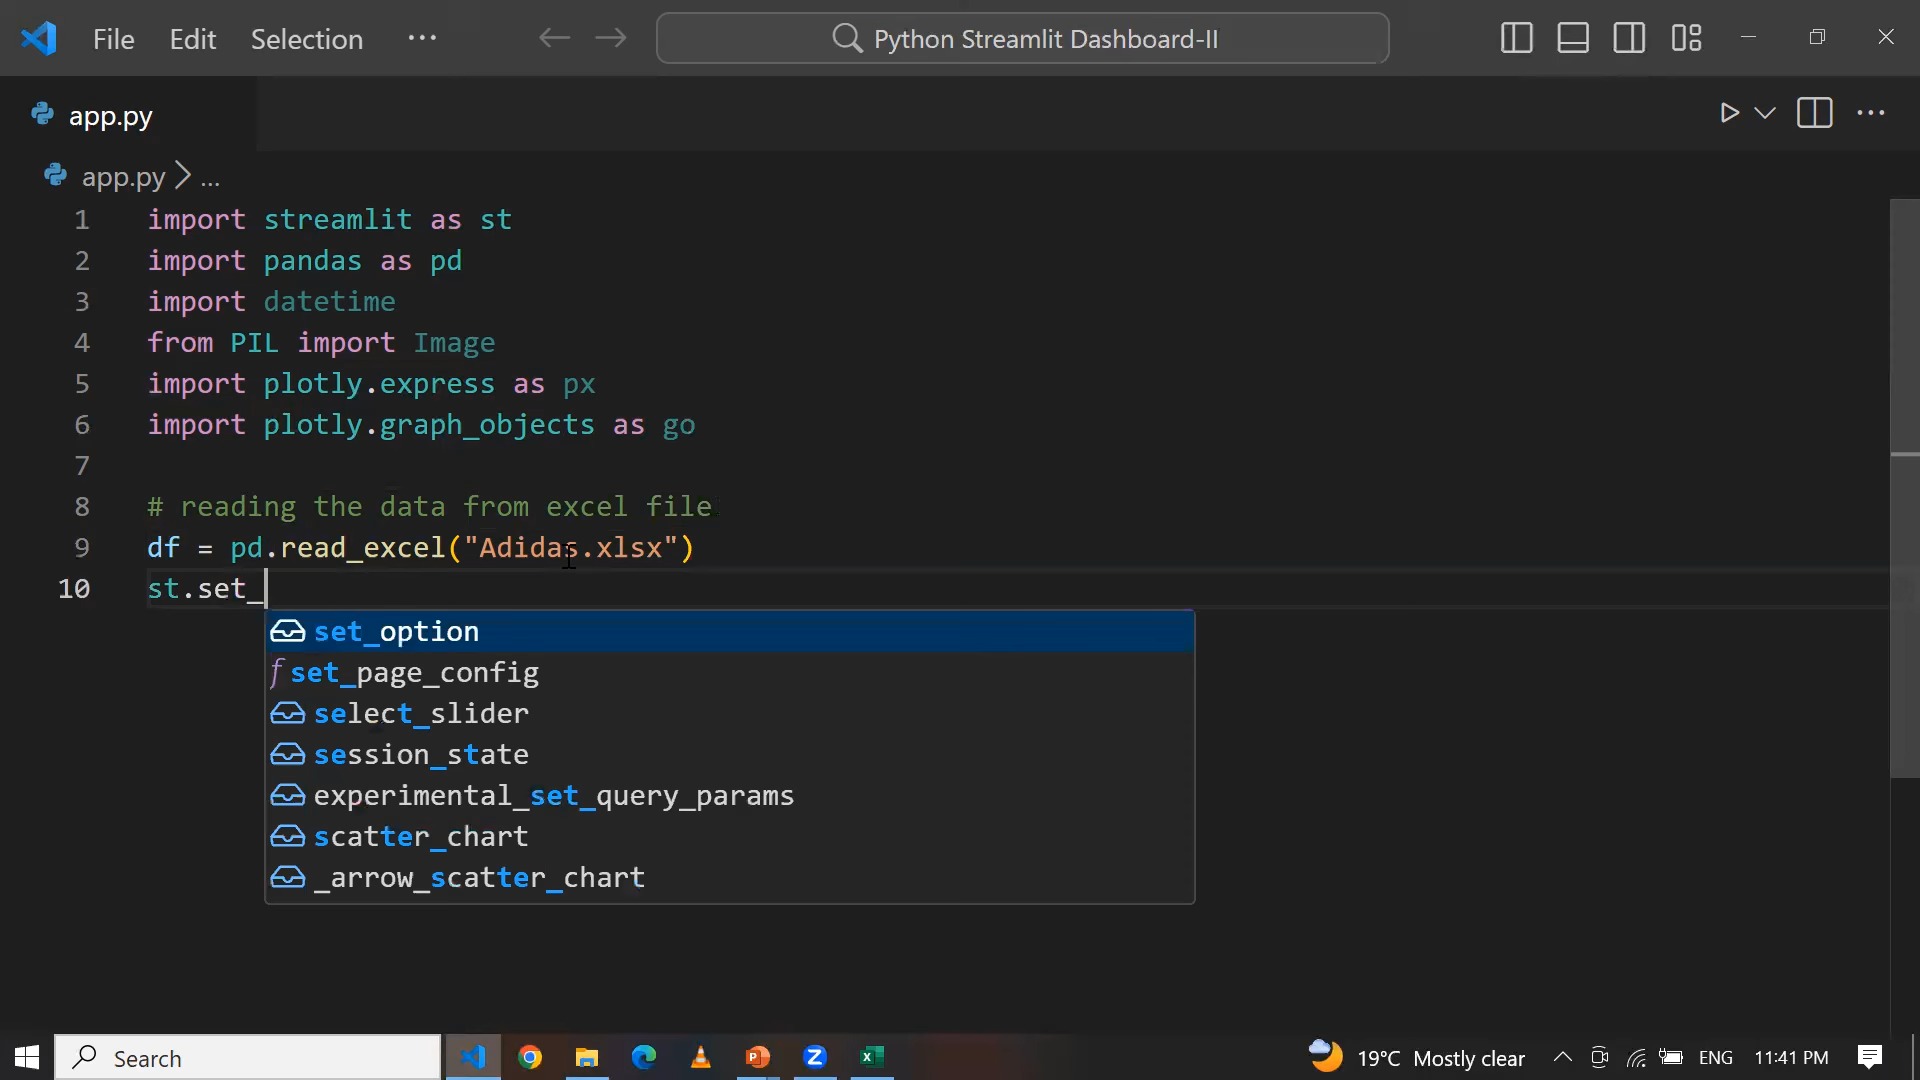 File Edit Selection ... Python Streamlit Dashboard-II
app.py
app.py > ...
1 import streamlit as st
2 import pandas as pd
3 import datetime
4 from PIL import Image
5 import plotly.express as px
6 import plotly.graph_objects as go
7
8 # reading the data from excel file
9 df = pd.read_excel("Adidas.xlsx")
10 st.set_
set_option
set_page_config
select_slider
session_state
experimental_set_query_params
scatter_chart
_arrow_scatter_chart
Search 19°C Mostly clear ENG 11:41 PM